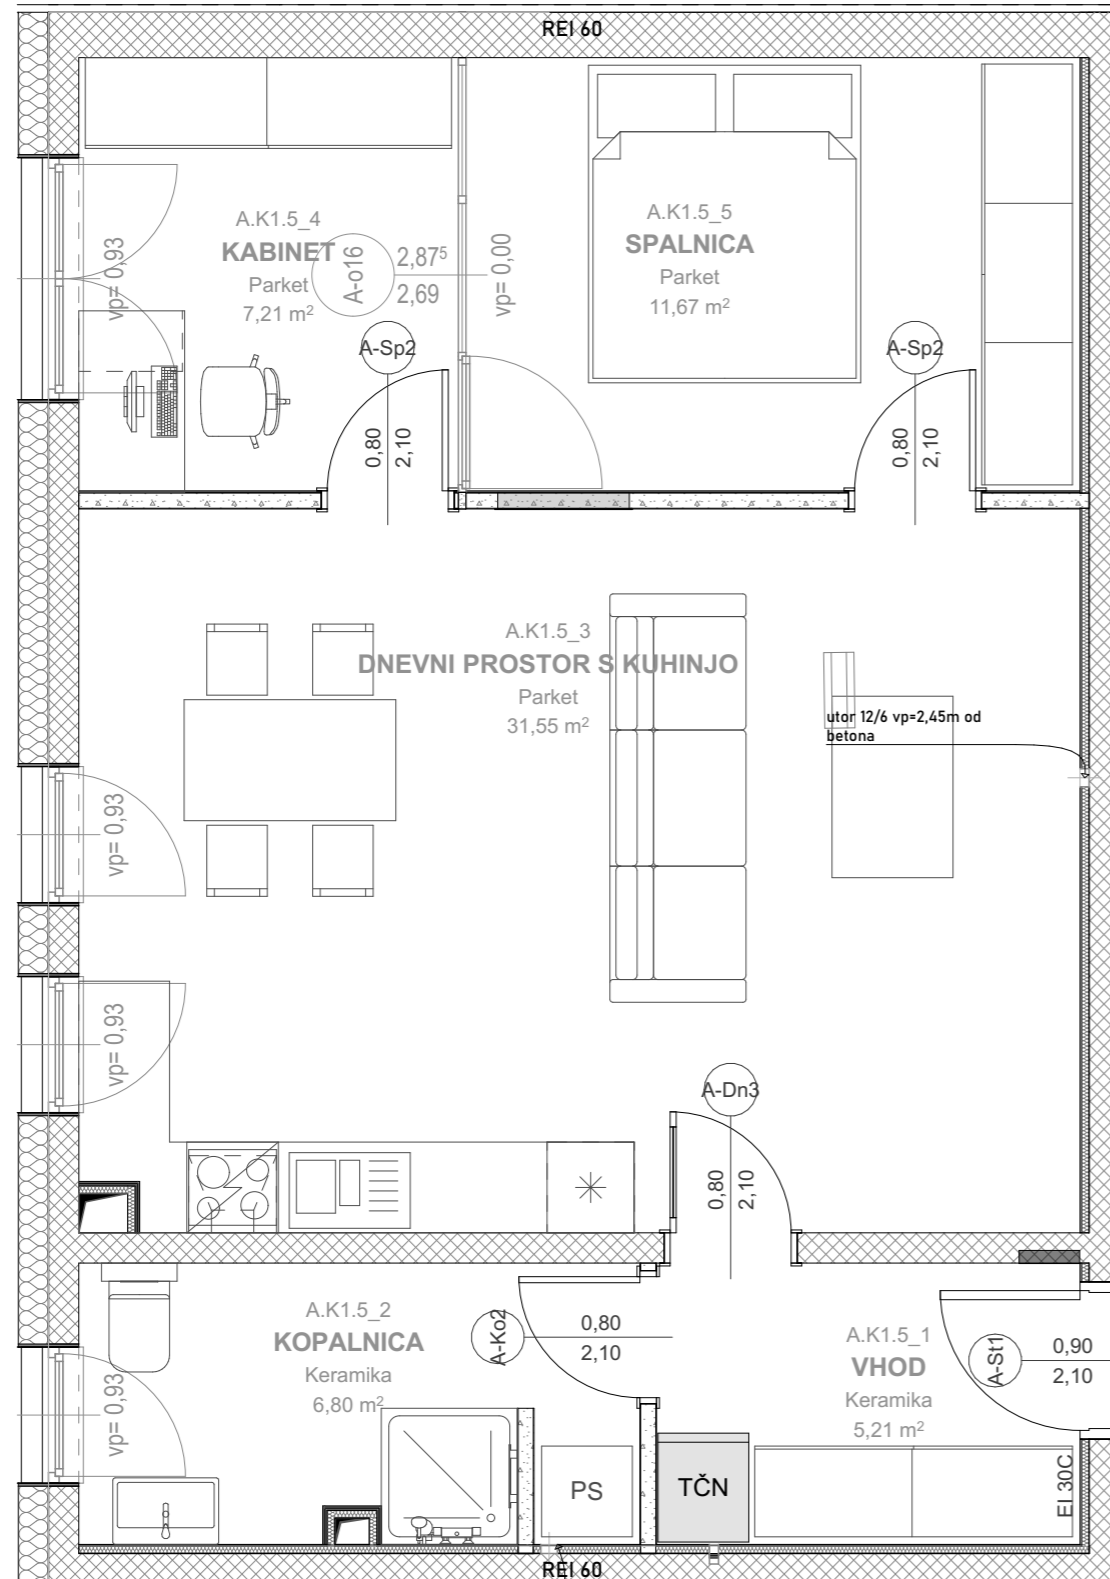 REI 60
A.K1.5_4
KABINET
Parket
7,21 m²
A-o16
2,87⁵
2,69
vp= 0,00
vp= 0,93
A.K1.5_5
SPALNICA
Parket
11,67 m²
A-Sp2
0,80
2,10
A-Sp2
0,80
2,10
A.K1.5_3
DNEVNI PROSTOR S KUHINJO
Parket
31,55 m²
utor 12/6 vp=2,45m od
betona
vp= 0,93
vp= 0,93
A-Dn3
0,80
2,10
A.K1.5_2
KOPALNICA
Keramika
6,80 m²
vp= 0,93
A-Ko2
0,80
2,10
A.K1.5_1
VHOD
Keramika
5,21 m²
A-St1
0,90
2,10
PS
TČN
EI 30C
REI 60